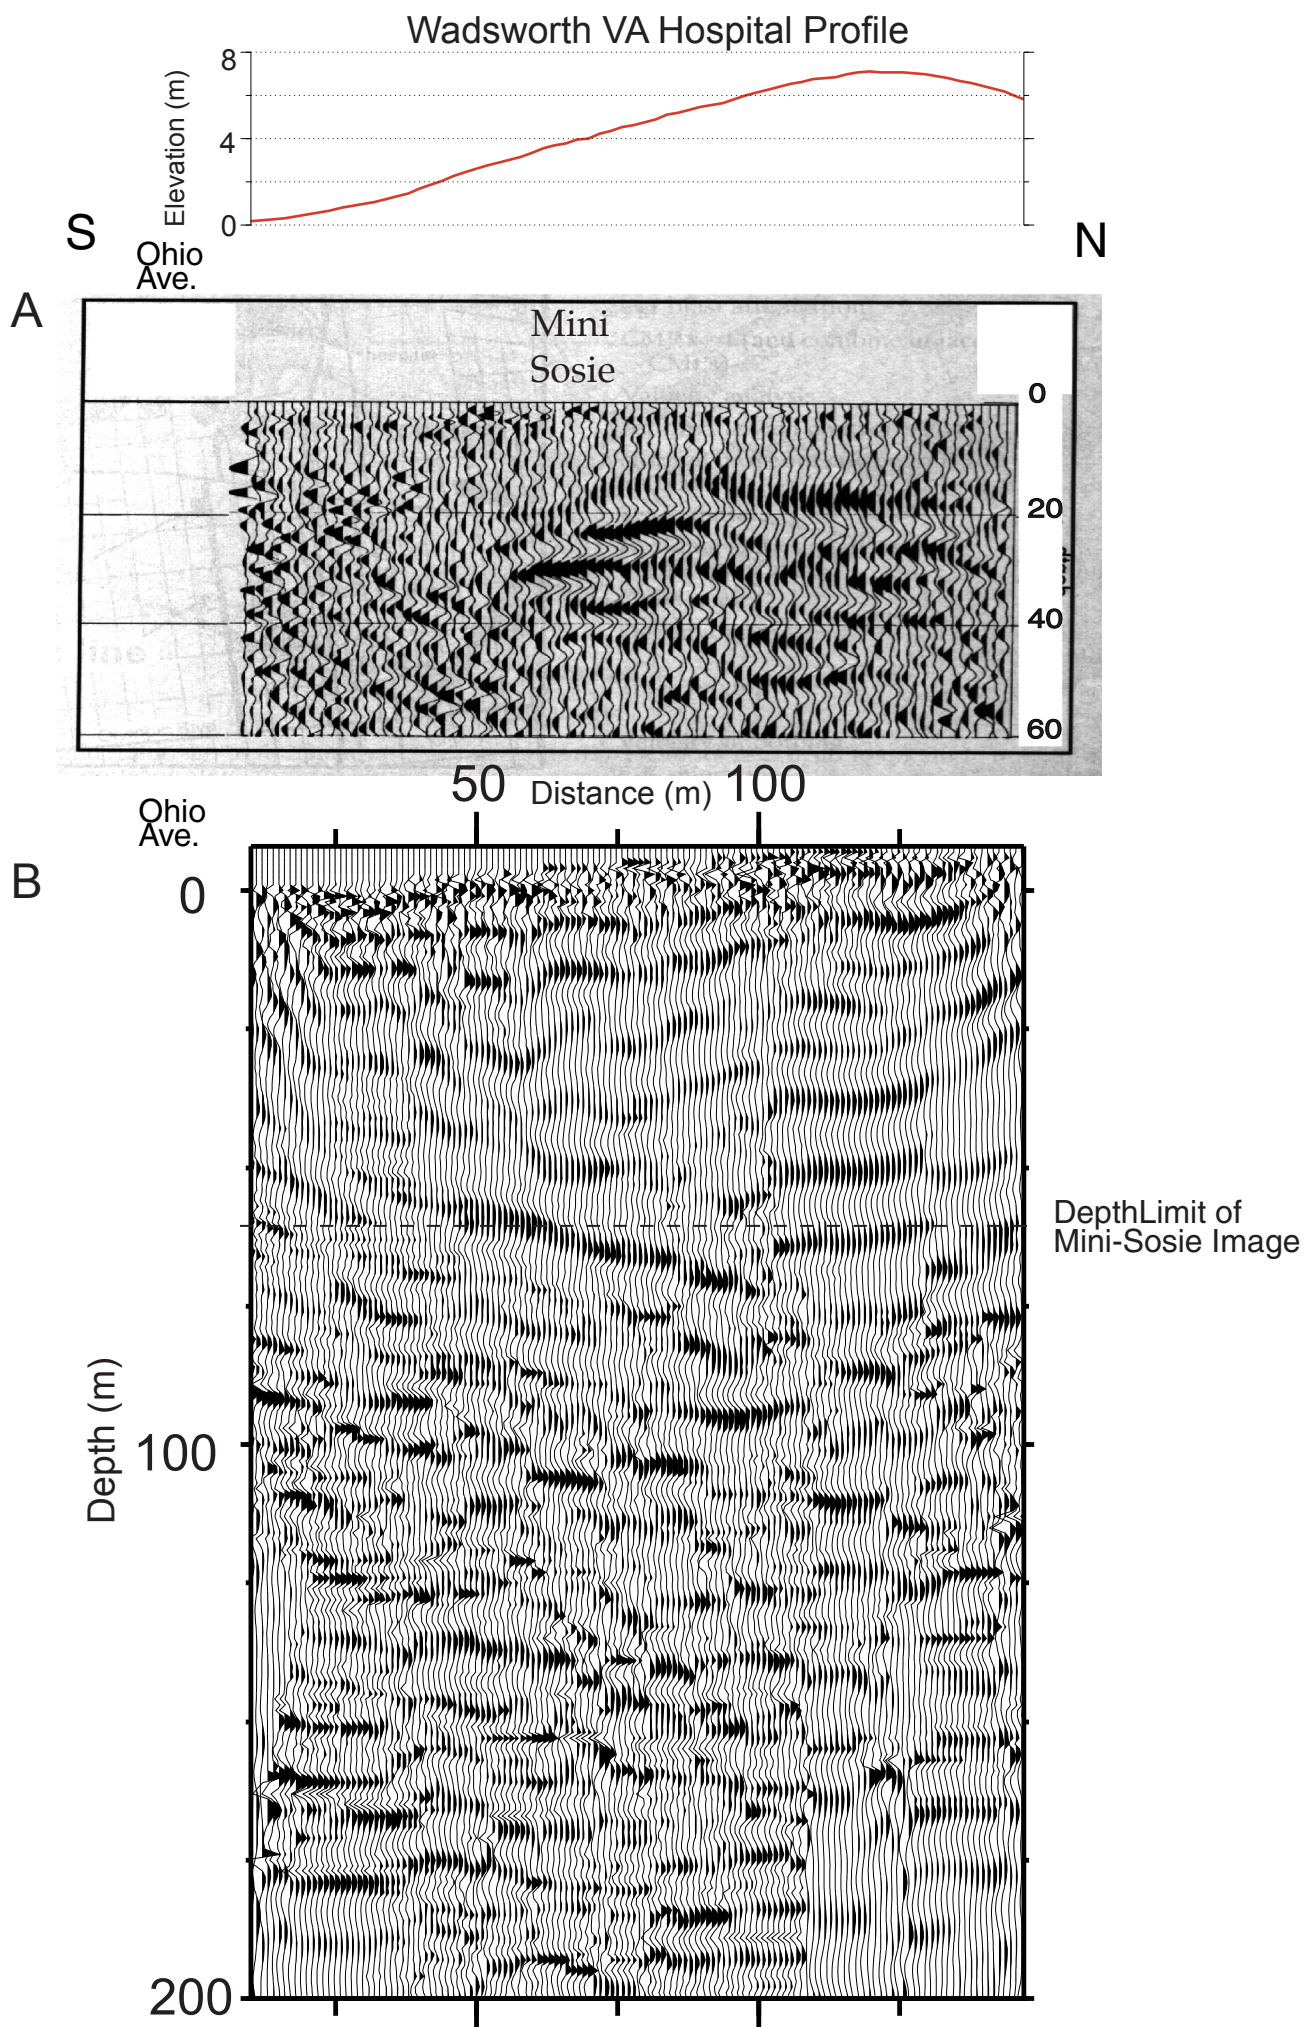 Wadsworth VA Hospital Profile
8
4
0
Elevation (m)
S
N
Ohio
Ave.
A
Mini
Sosie
0
20
40
60
50
Distance (m)
100
Ohio
Ave.
B
0
DepthLimit of
Mini-Sosie Image
Depth (m)
100
200